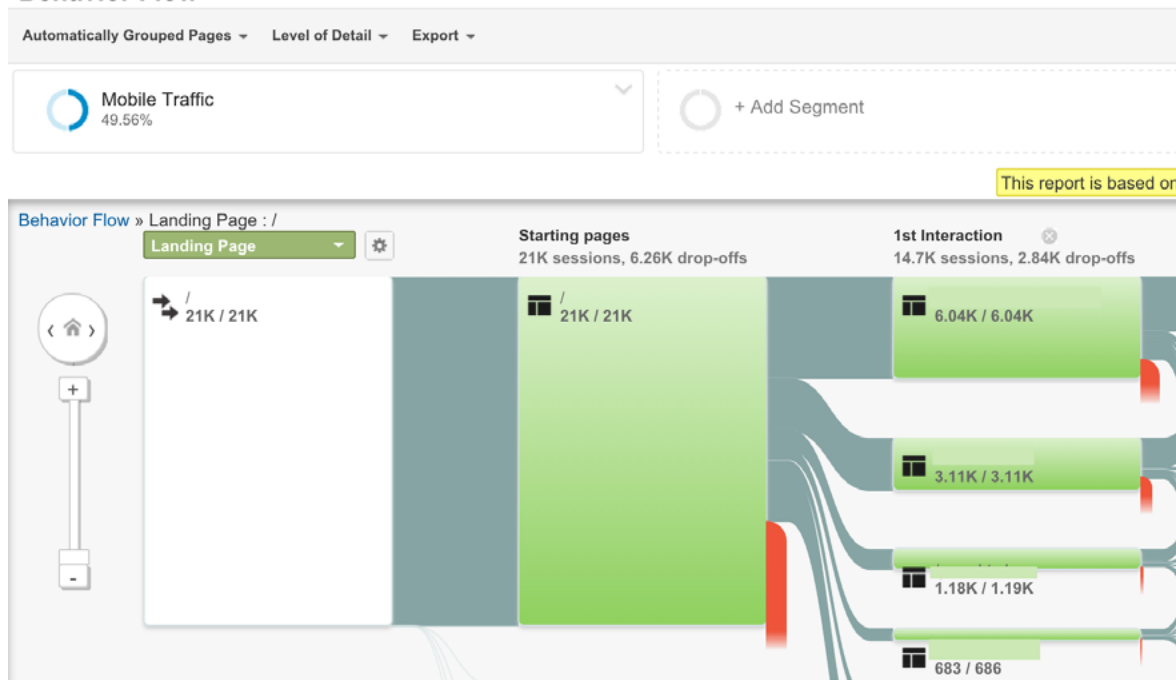 Automatically Grouped Pages Level of Detail Export
Mobile Traffic
49.56%
+ Add Segment
This report is based on
Behavior Flow » Landing Page : /
Landing Page
Starting pages
21K sessions, 6.26K drop-offs
1st Interaction
14.7K sessions, 2.84K drop-offs
/
21K / 21K
/
21K / 21K
6.04K / 6.04K
3.11K / 3.11K
1.18K / 1.19K
683 / 686
+
-